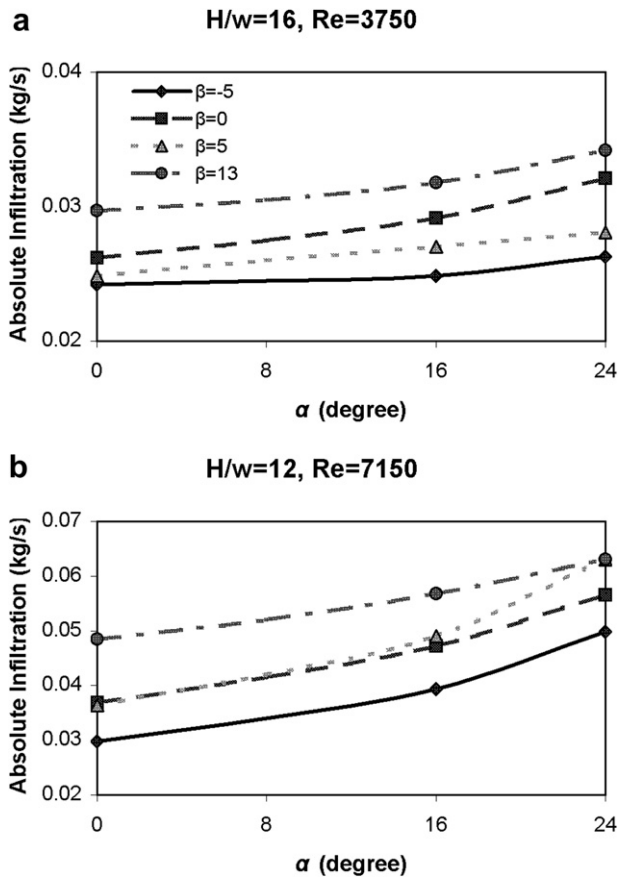 a
H/w=16, Re=3750
Absolute Infiltration (kg/s)
0.04
0.03
0.02
β=-5
β=0
β=5
β=13
0 8 16 24
α (degree)
b
H/w=12, Re=7150
Absolute Infiltration (kg/s)
0.07
0.06
0.05
0.04
0.03
0.02
0 8 16 24
α (degree)